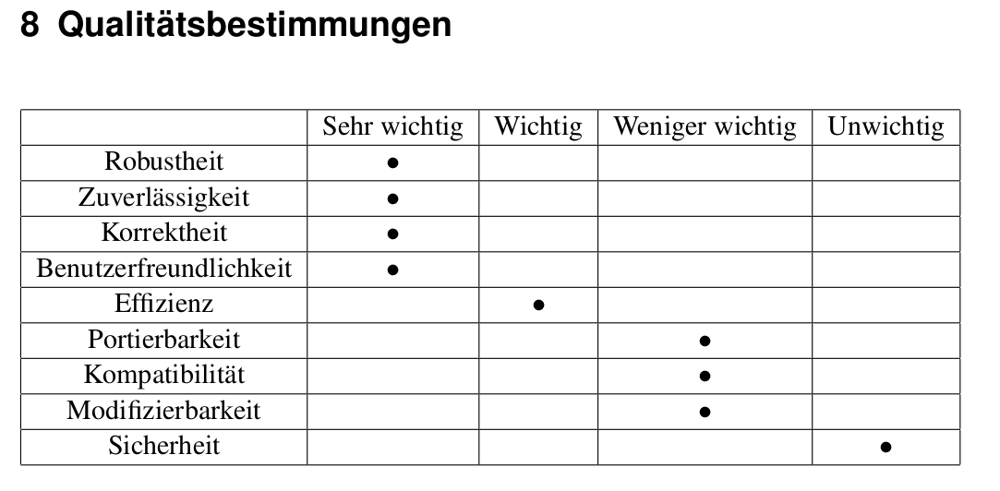 8 Qualitätsbestimmungen
Sehr wichtig Wichtig Weniger wichtig Unwichtig
Robustheit •
Zuverlässigkeit •
Korrektheit •
Benutzerfreundlichkeit •
Effizienz •
Portierbarkeit •
Kompatibilität •
Modifizierbarkeit •
Sicherheit •